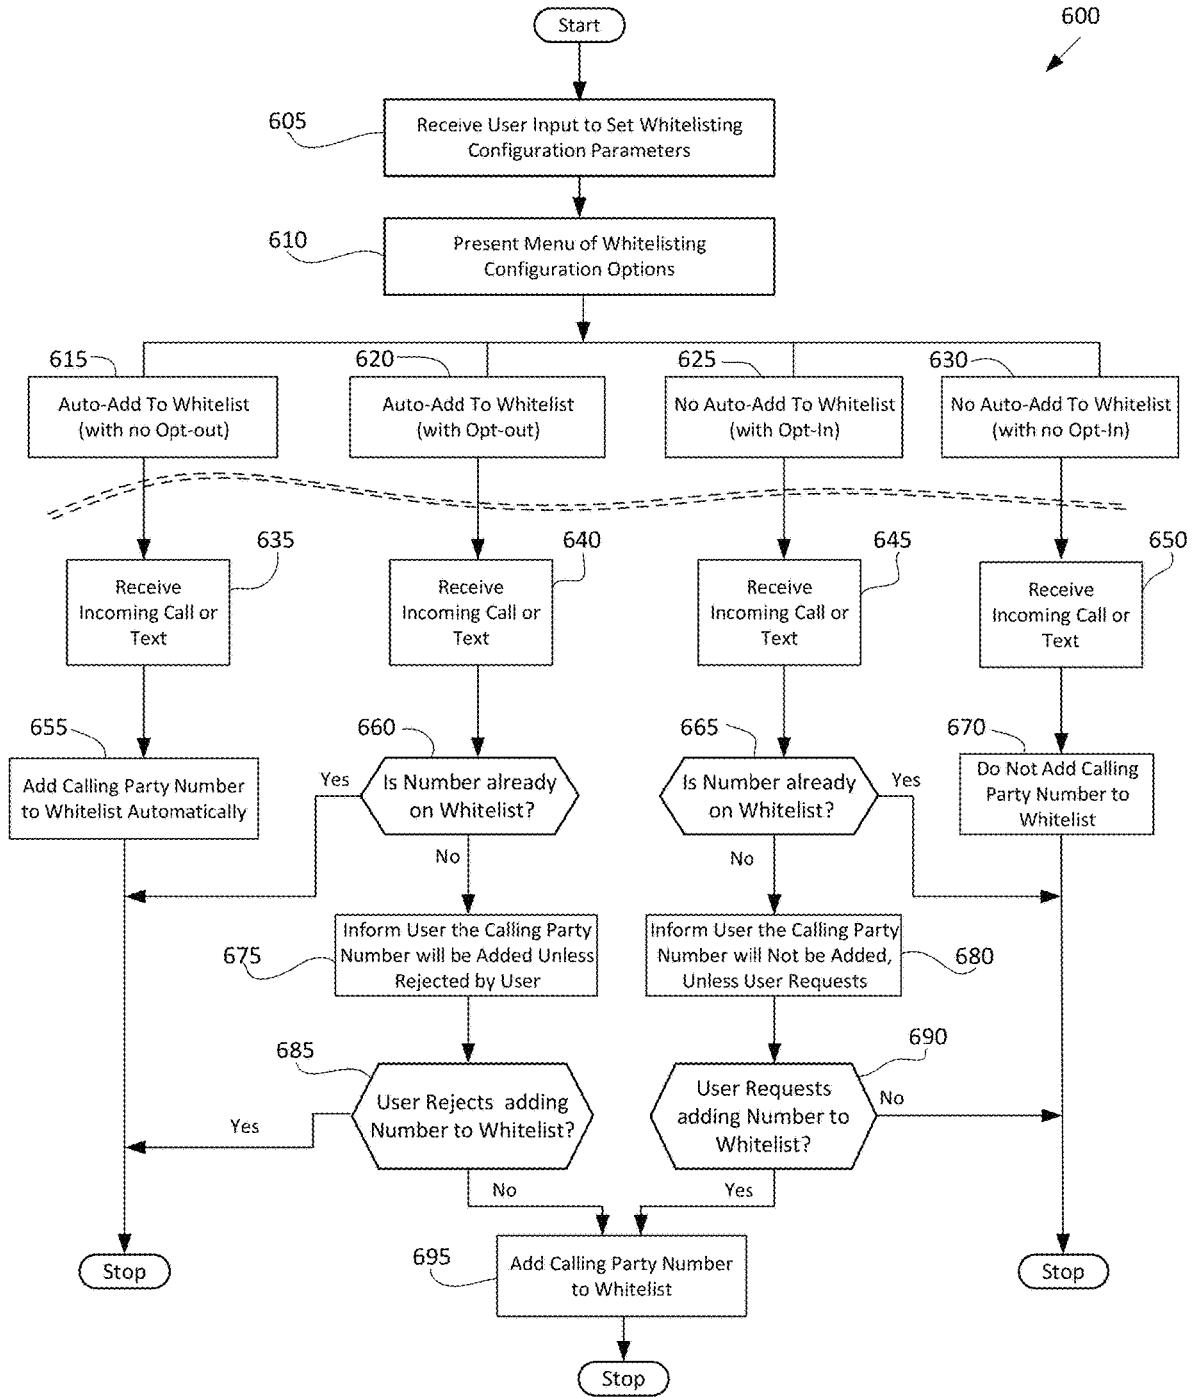 Start
600
605
Receive User Input to Set Whitelisting
Configuration Parameters
610
Present Menu of Whitelisting
Configuration Options
615
620
625
630
Auto-Add To Whitelist
(with no Opt-out)
Auto-Add To Whitelist
(with Opt-out)
No Auto-Add To Whitelist
(with Opt-In)
No Auto-Add To Whitelist
(with no Opt-In)
635
640
645
650
Receive
Incoming Call or
Text
Receive
Incoming Call or
Text
Receive
Incoming Call or
Text
Receive
Incoming Call or
Text
655
660
665
670
Add Calling Party Number
to Whitelist Automatically
Yes
Is Number already
on Whitelist?
No
Is Number already
on Whitelist?
Yes
No
Do Not Add Calling
Party Number to
Whitelist
675
Inform User the Calling Party
Number will be Added Unless
Rejected by User
Inform User the Calling Party
Number will Not be Added,
Unless User Requests
680
685
User Rejects adding
Number to Whitelist?
Yes
No
690
User Requests
adding Number to
Whitelist?
No
Yes
695
Add Calling Party Number
to Whitelist
Stop
Stop
Stop